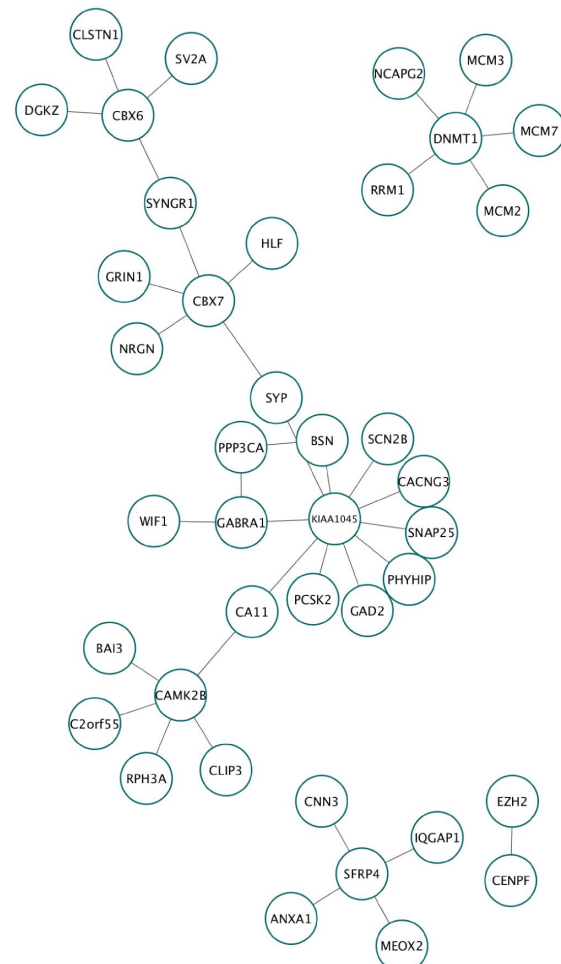 CLSTN1
SV2A
DGKZ
CBX6
NCAPG2
MCM3
DNMT1
MCM7
RRM1
MCM2
SYNGR1
HLF
GRIN1
CBX7
NRGN
SYP
PPP3CA
BSN
SCN2B
CACNG3
WIF1
GABRA1
KIAA1045
SNAP25
PHYHIP
PCSK2
GAD2
CA11
BAI3
CAMK2B
C2orf55
RPH3A
CLIP3
CNN3
IQGAP1
EZH2
SFRP4
CENPF
ANXA1
MEOX2